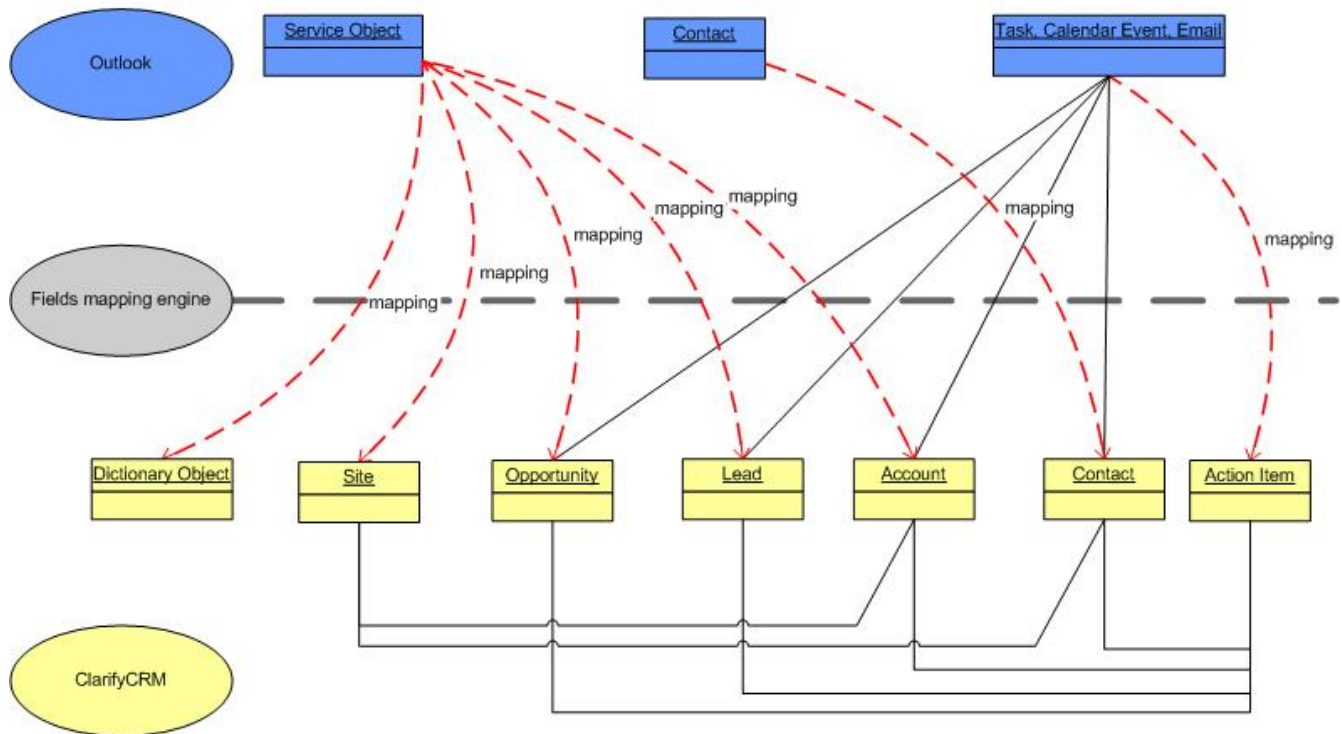 Outlook
Service Object
Contact
Task, Calendar Event, Email
mapping
mapping
mapping
mapping
mapping
mapping
mapping
Fields mapping engine
Dictionary Object
Site
Opportunity
Lead
Account
Contact
Action Item
ClarifyCRM